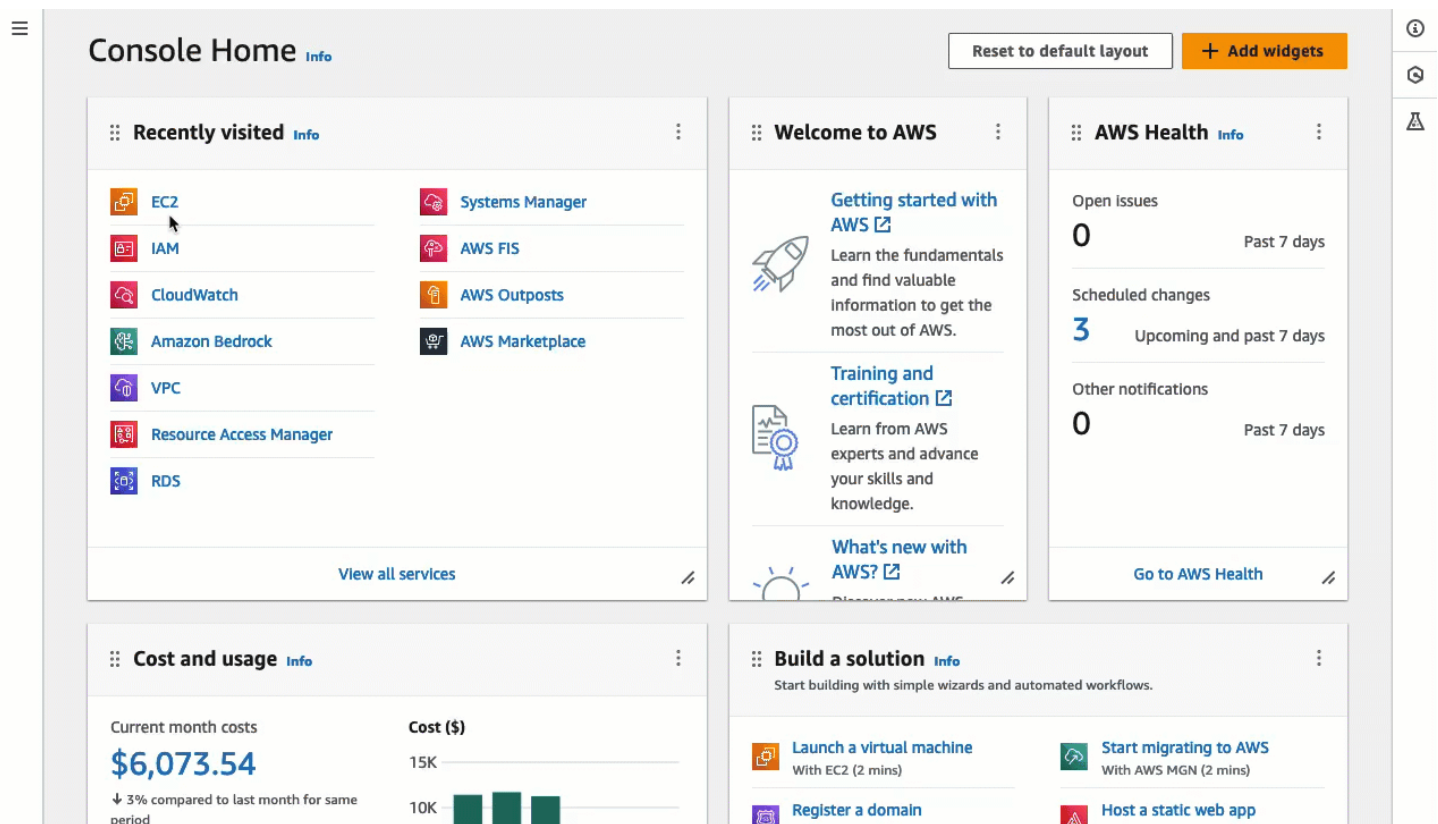 Console Home Info
Reset to default layout
+ Add widgets
Recently visited Info
EC2
IAM
CloudWatch
Amazon Bedrock
VPC
Resource Access Manager
RDS
Systems Manager
AWS FIS
AWS Outposts
AWS Marketplace
View all services
Welcome to AWS
Getting started with
AWS
Learn the fundamentals
and find valuable
information to get the
most out of AWS.
Training and
certification
Learn from AWS
experts and advance
your skills and
knowledge.
What's new with
AWS?
Discover new AWS
AWS Health Info
Open issues
0 Past 7 days
Scheduled changes
3 Upcoming and past 7 days
Other notifications
0 Past 7 days
Go to AWS Health
Cost and usage Info
Current month costs
$6,073.54
3% compared to last month for same
period
Cost ($)
15K
10K
Build a solution Info
Start building with simple wizards and automated workflows.
Launch a virtual machine
With EC2 (2 mins)
Register a domain
Start migrating to AWS
With AWS MGN (2 mins)
Host a static web app